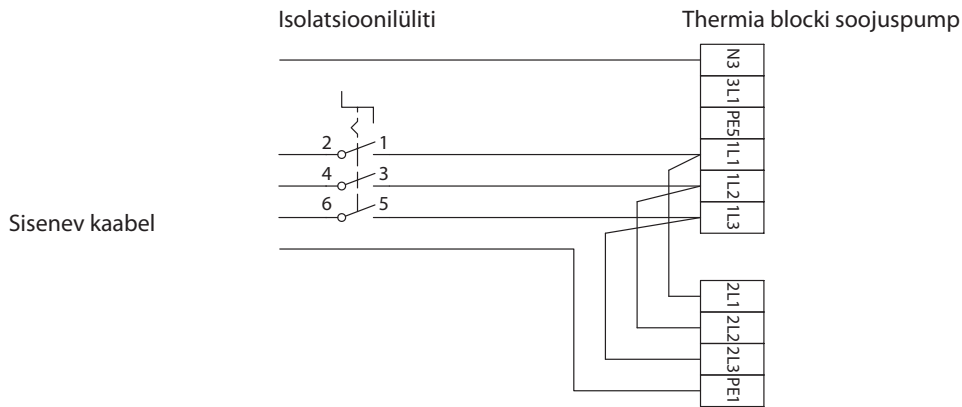 Isolatsioonilüliti
Thermia blocki soojuspump
N3
3L1
PE5
1L1
1L2
1L3
2 1
4 3
6 5
Sisenev kaabel
2L1
2L2
2L3
PE1